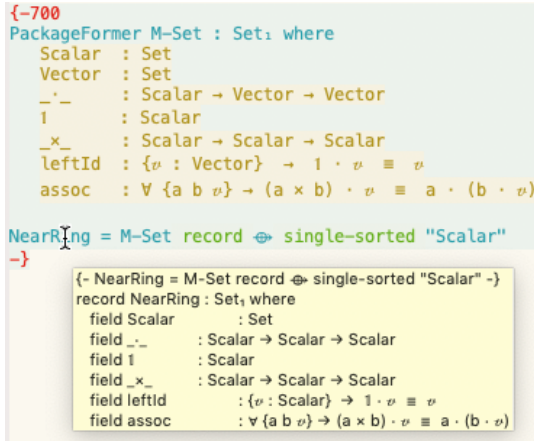 {-700
PackageFormer M-Set : Set₁ where
Scalar : Set
Vector : Set
_·_ : Scalar → Vector → Vector
1 : Scalar
_×_ : Scalar → Scalar → Scalar
leftId : {𝓋 : Vector} → 1 · 𝓋 ≡ 𝓋
assoc : ∀ {a b 𝓋} → (a × b) · 𝓋 ≡ a · (b · 𝓋)
NearRing = M-Set record ⟴ single-sorted "Scalar"
-}
{- NearRing = M-Set record ⟴ single-sorted "Scalar" -}
record NearRing : Set₁ where
field Scalar : Set
field _·_ : Scalar → Scalar → Scalar
field 1 : Scalar
field _×_ : Scalar → Scalar → Scalar
field leftId : {𝓋 : Scalar} → 1 · 𝓋 ≡ 𝓋
field assoc : ∀ {a b 𝓋} → (a × b) · 𝓋 ≡ a · (b · 𝓋)